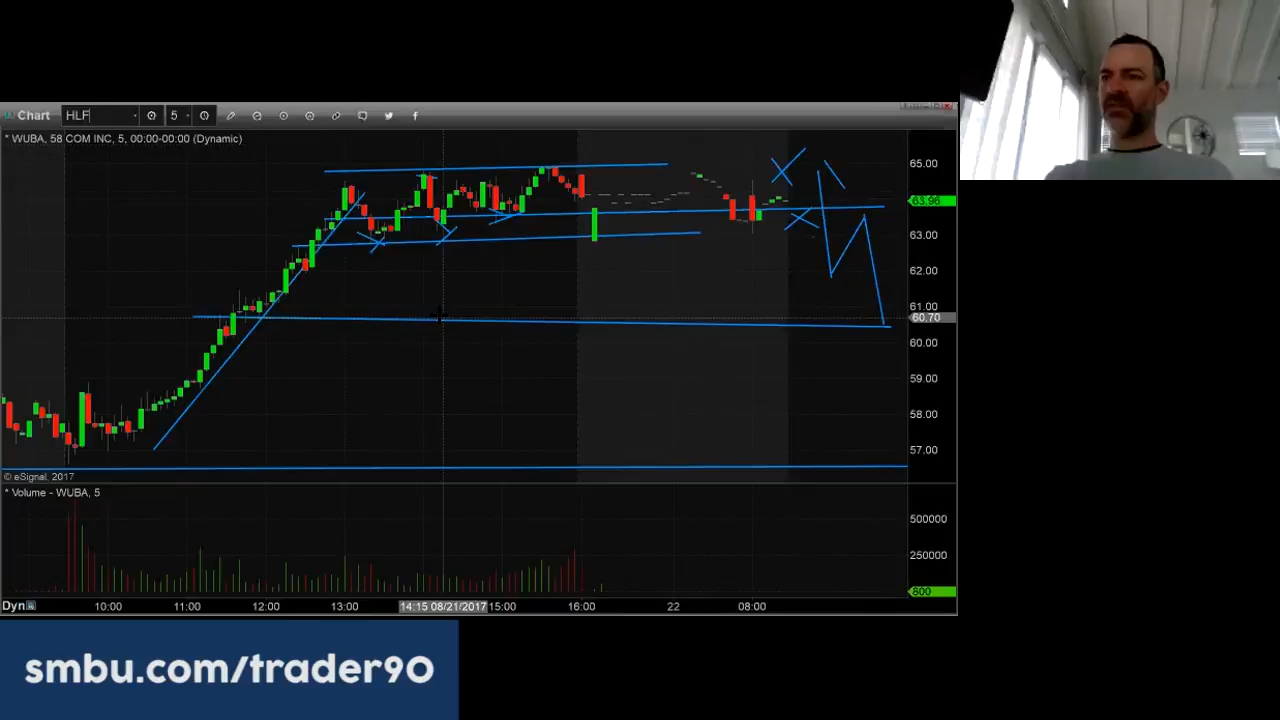 Chart HLF 5
* WUBA, 58 COM INC, 5, 00:00-00:00 (Dynamic)
65.00
63.96
63.00
62.00
61.00
60.70
60.00
59.00
58.00
57.00
© eSignal, 2017
* Volume - WUBA, 5
500000
250000
800
Dyn 10:00 11:00 12:00 13:00 14:15 08/21/2017 15:00 16:00 22 08:00
smbu.com/trader90